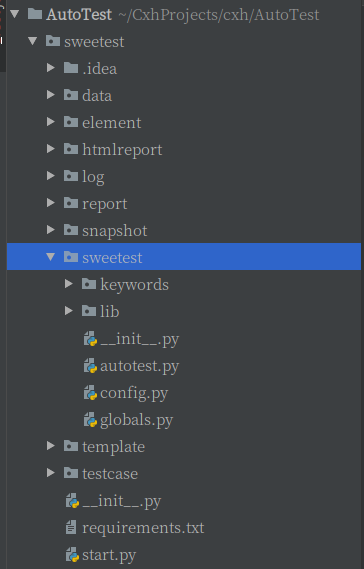 AutoTest ~/CxhProjects/cxh/AutoTest
sweetest
.idea
data
element
htmlreport
log
report
snapshot
sweetest
keywords
lib
__init__.py
autotest.py
config.py
globals.py
template
testcase
__init__.py
requirements.txt
start.py